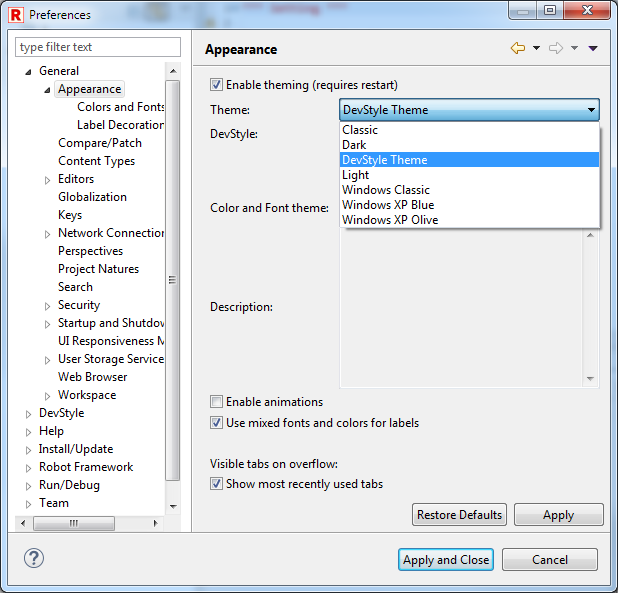 R Preferences
type filter text
General
Appearance
Colors and Fonts
Label Decoration
Compare/Patch
Content Types
Editors
Globalization
Keys
Network Connection
Perspectives
Project Natures
Search
Security
Startup and Shutdow
UI Responsiveness M
User Storage Service
Web Browser
Workspace
DevStyle
Help
Install/Update
Robot Framework
Run/Debug
Team
Appearance
Enable theming (requires restart)
Theme: DevStyle Theme
Classic
Dark
DevStyle Theme
Light
Windows Classic
Windows XP Blue
Windows XP Olive
DevStyle:
Color and Font theme:
Description:
Enable animations
Use mixed fonts and colors for labels
Visible tabs on overflow:
Show most recently used tabs
Restore Defaults Apply
? Apply and Close Cancel